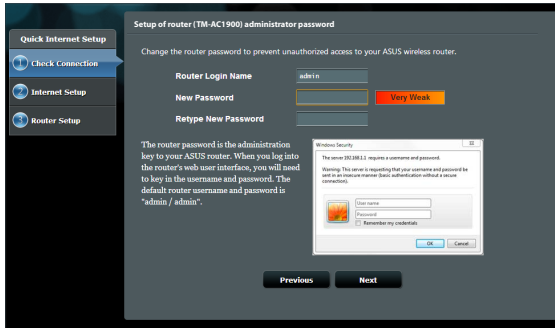 Setup of router (TM-AC1900) administrator password
Quick Internet Setup
1 Check Connection
2 Internet Setup
3 Router Setup
Change the router password to prevent unauthorized access to your ASUS wireless router.
Router Login Name admin
New Password Very Weak
Retype New Password
The router password is the administration
key to your ASUS router. When you log into
the router's web user interface, you will need
to key in the username and password. The
default router username and password is
"admin / admin".
Windows Security
The server 192.168.1.1 requires a username and password.
Warning: This server is requesting that your username and password be
sent in an insecure manner (basic authentication without a secure
connection).
User name
Password
Remember my credentials
OK Cancel
Previous Next